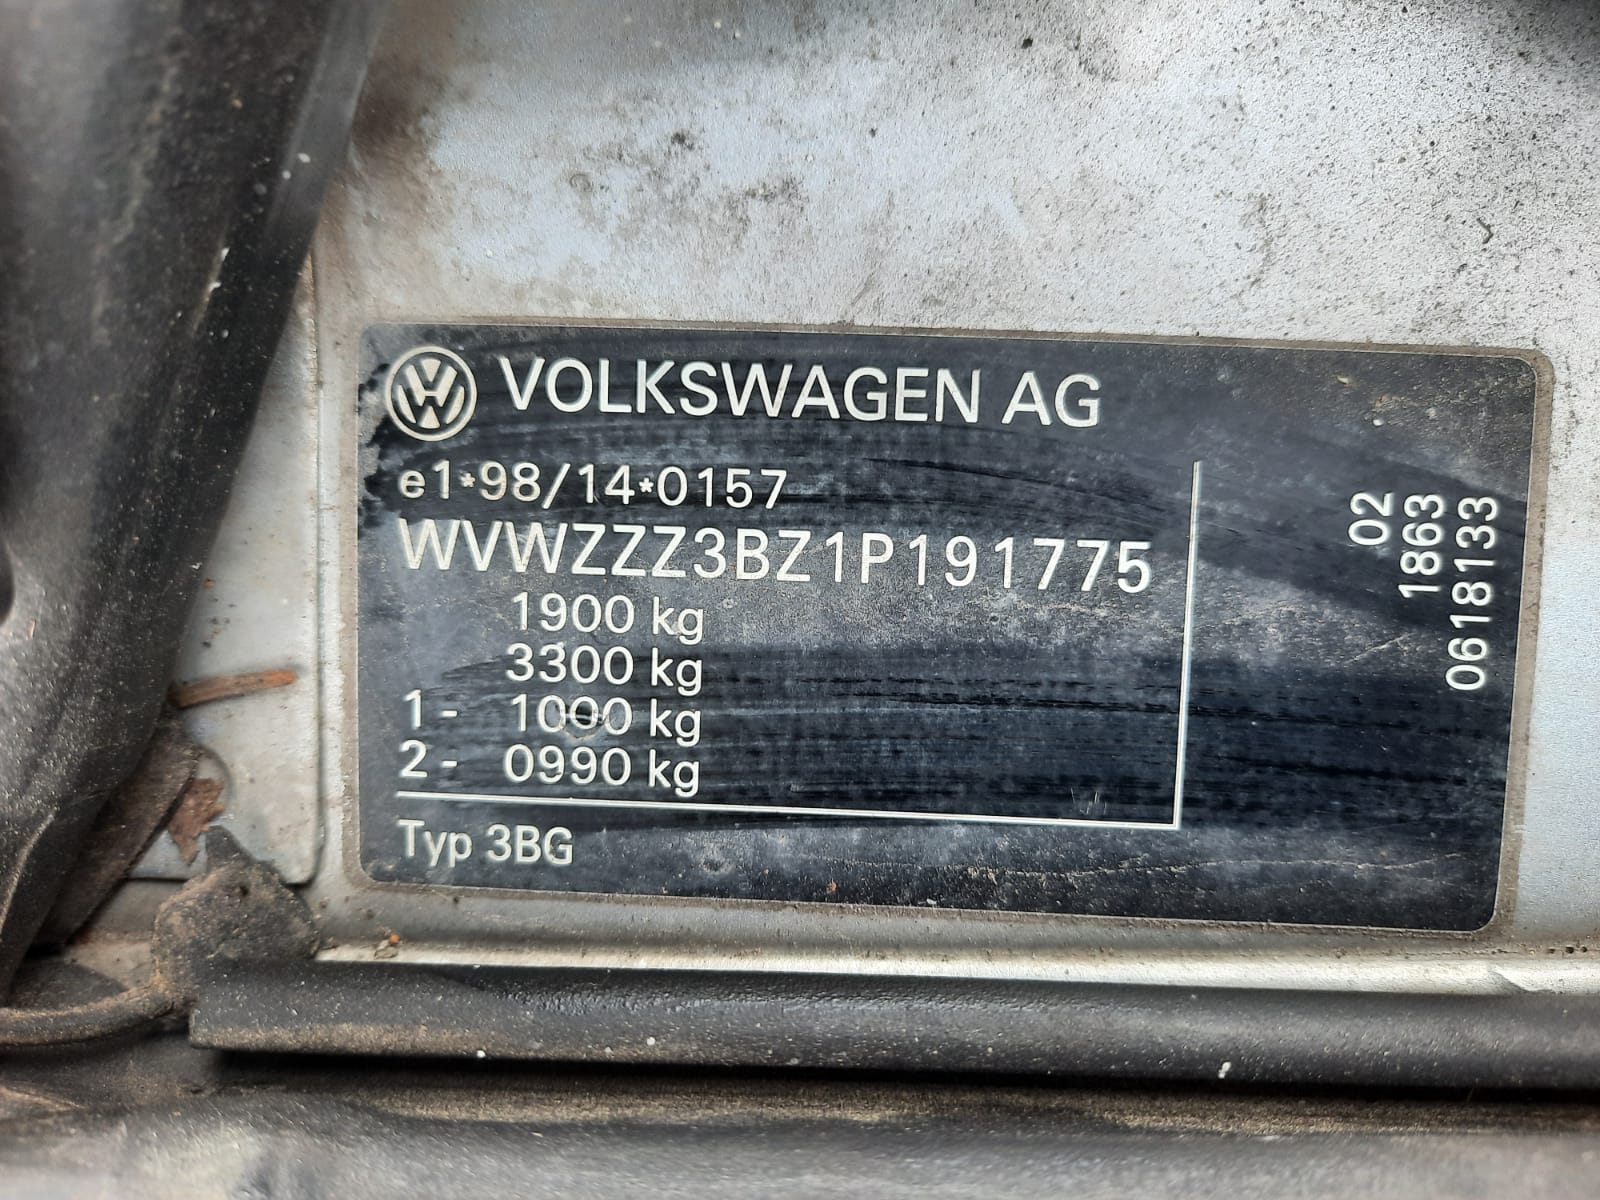 VOLKSWAGEN AG
e1*98/14*0157
WVWZZZ3BZ1P191775
1900 kg
3300 kg
1- 1000 kg
2- 0990 kg
Typ 3BG
02
1863
0618133